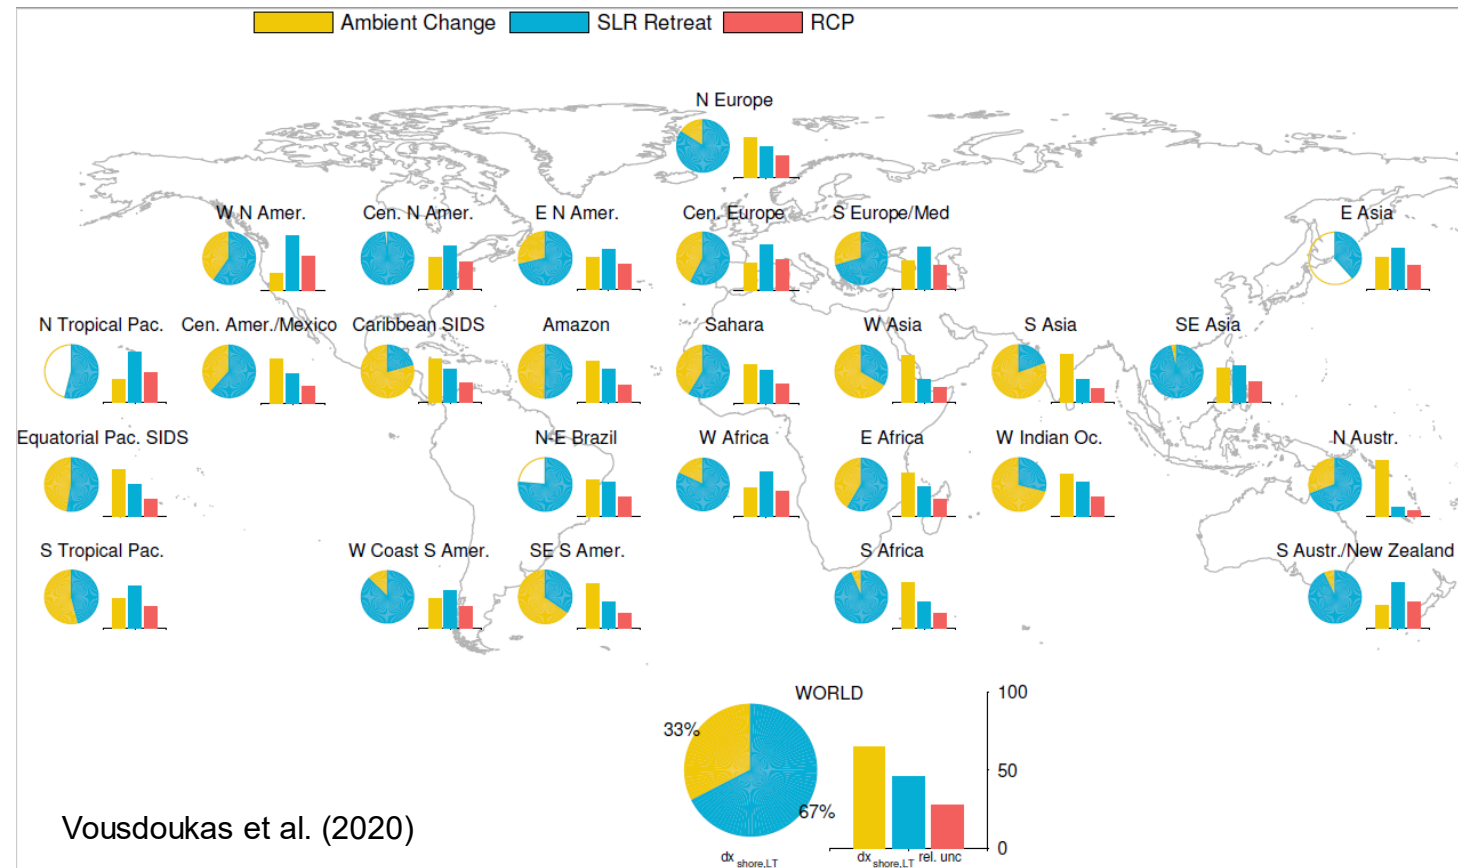 Ambient Change SLR Retreat RCP
N Europe
W N Amer. Cen. N Amer. E N Amer. Cen. Europe S Europe/Med E Asia
N Tropical Pac. Cen. Amer./Mexico Caribbean SIDS Amazon Sahara W Asia S Asia SE Asia
Equatorial Pac. SIDS N-E Brazil W Africa E Africa W Indian Oc. N Austr.
S Tropical Pac. W Coast S Amer. SE S Amer. S Africa S Austr./New Zealand
WORLD 100
33%
50
67%
Vousdoukas et al. (2020)
0
dx shore,LT dx shore,LT rel. unc